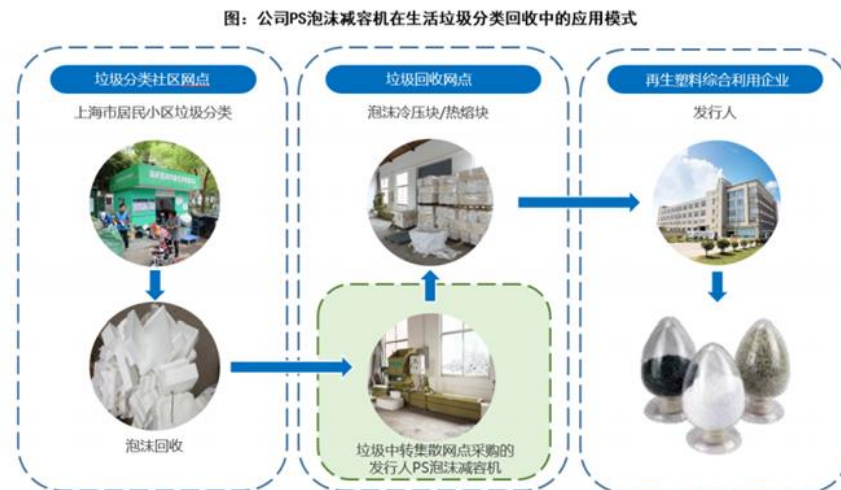 图：公司PS泡沫减容机在生活垃圾分类回收中的应用模式
垃圾分类社区网点
上海市居民小区垃圾分类
泡沫回收
垃圾回收网点
泡沫冷压块/热熔块
垃圾中转集散网点采购的
发行人PS泡沫减容机
再生塑料综合利用企业
发行人